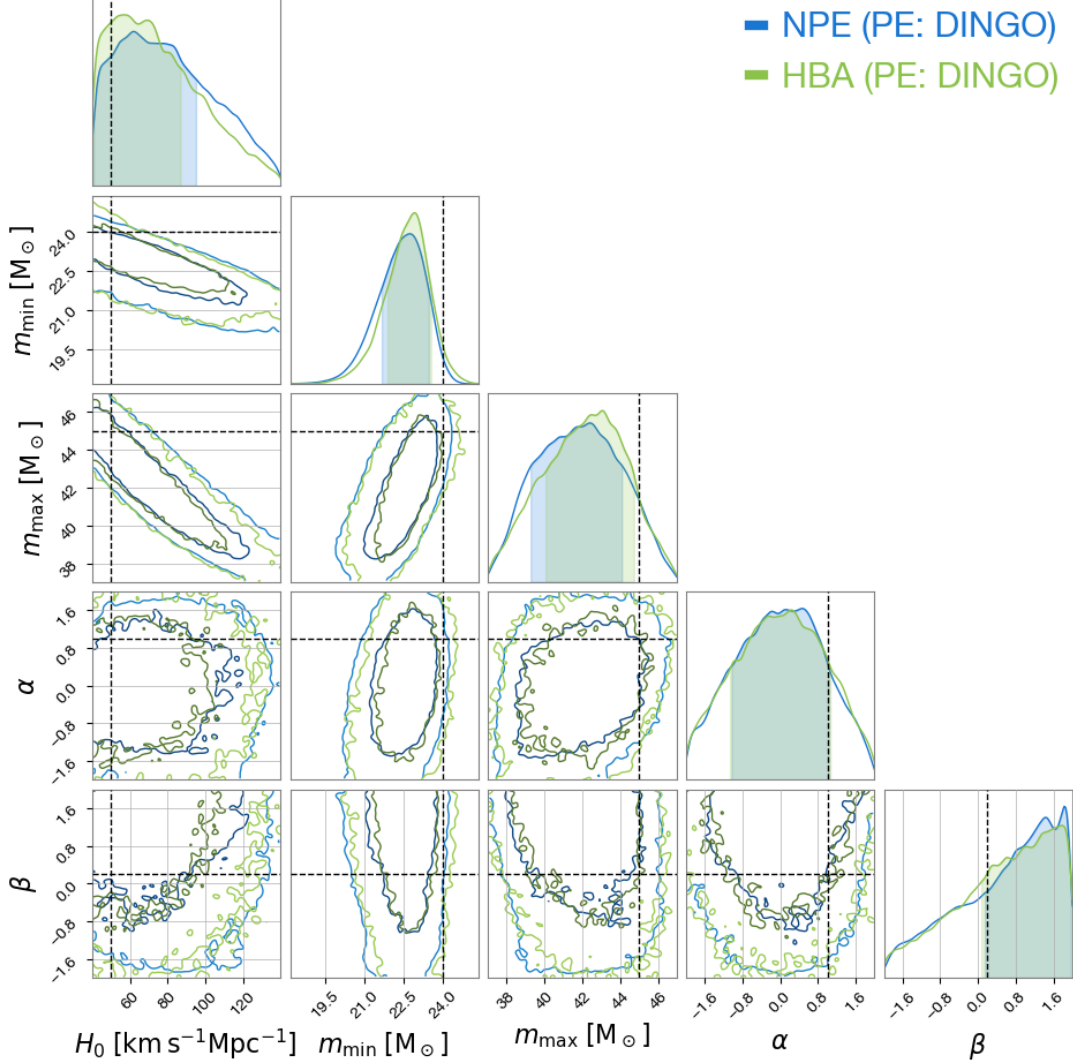 NPE (PE: DINGO)
HBA (PE: DINGO)
24.0
22.5
21.0
19.5
m_min [M_⊙]
46
44
42
40
38
m_max [M_⊙]
1.6
0.8
0.0
−0.8
−1.6
α
1.6
0.8
0.0
−0.8
−1.6
β
60 80 100 120
19.5 21.0 22.5 24.0
38 40 42 44 46
−1.6 −0.8 0.0 0.8 1.6
−1.6 −0.8 0.0 0.8 1.6
H₀ [km s⁻¹Mpc⁻¹] m_min [M_⊙] m_max [M_⊙] α β